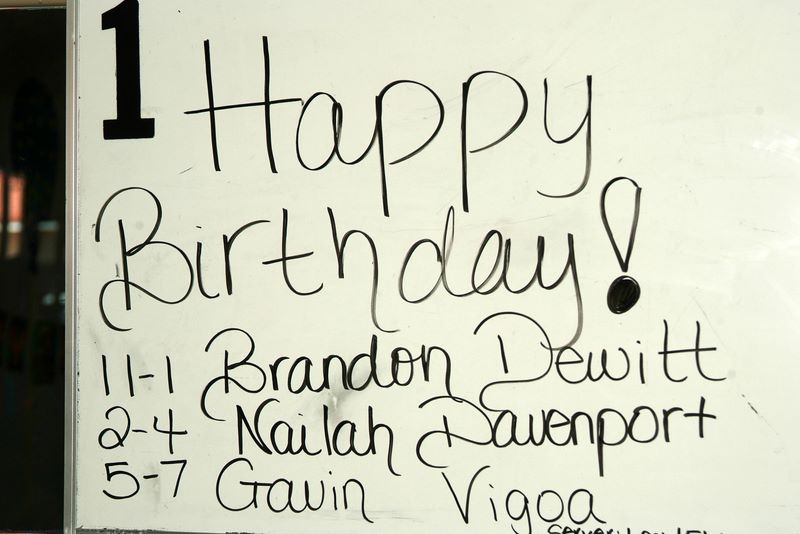 1 Happy
Birthday!
11-1 Brandon Dewitt
2-4 Nailah Davenport
5-7 Gavin Vigoa